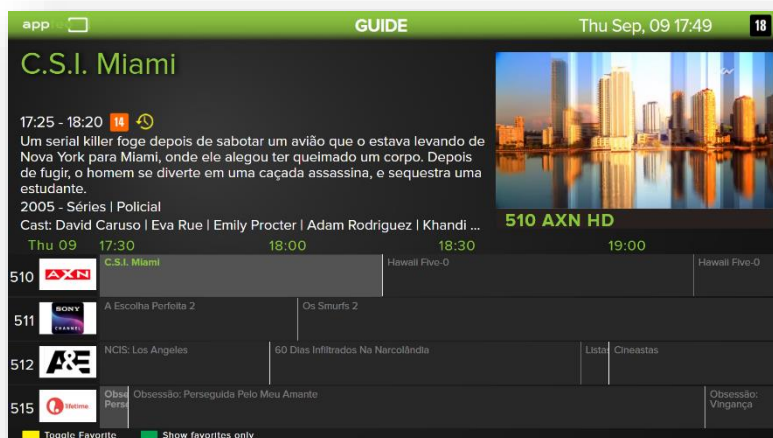 app
GUIDE
Thu Sep, 09 17:49
18
C.S.I. Miami
17:25 - 18:20 14
Um serial killer foge depois de sabotar um avião que o estava levando de
Nova York para Miami, onde ele alegou ter queimado um corpo. Depois
de fugir, o homem se diverte em uma caçada assassina, e sequestra uma
estudante.
2005 - Séries | Policial
Cast: David Caruso | Eva Rue | Emily Procter | Adam Rodriguez | Khandi ...
510 AXN HD
Thu 09 17:30 18:00 18:30 19:00
510 AXN C.S.I. Miami Hawaii Five-0 Hawaii Five-0
511 SONY CHANNEL A Escolha Perfeita 2 Os Smurfs 2
512 A&E NCIS: Los Angeles 60 Dias Infiltrados Na Narcolândia Listas Cineastas
515 lifetime Obse Obsessão: Perseguida Pelo Meu Amante Obsessão:
Perse Vingança
Toggle Favorite Show favorites only